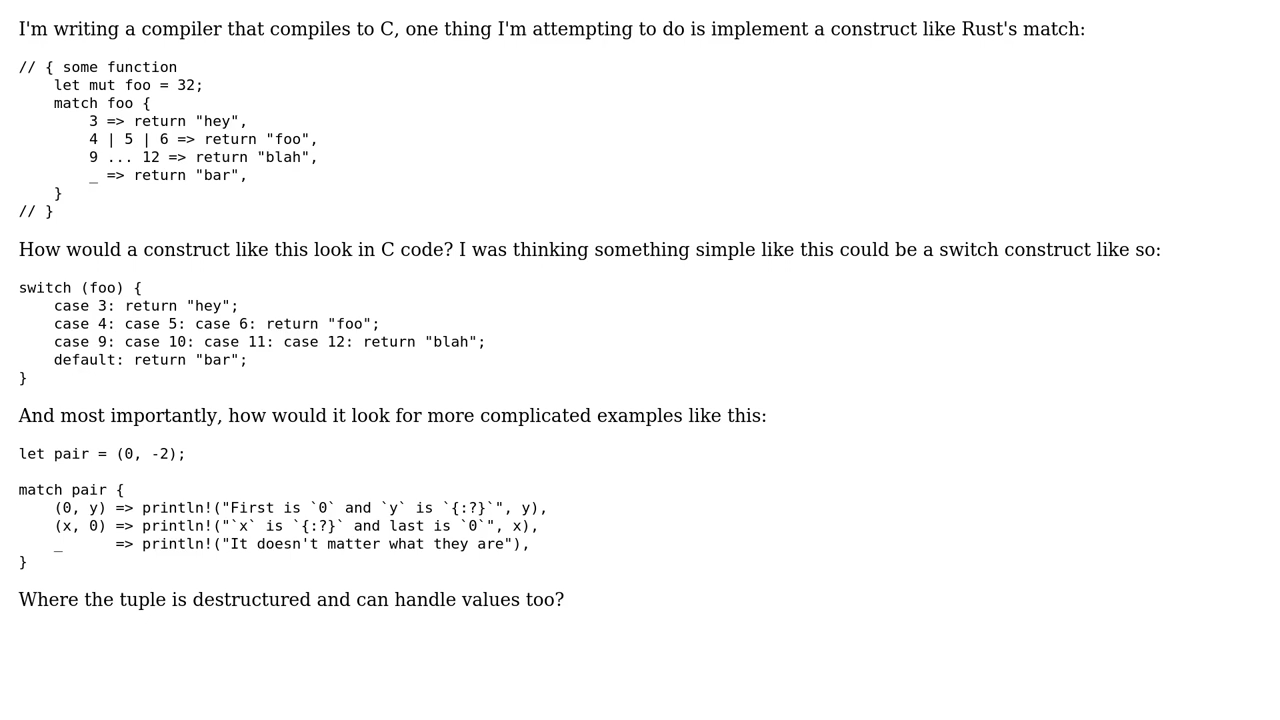 I'm writing a compiler that compiles to C, one thing I'm attempting to do is implement a construct like Rust's match:
// { some function
    let mut foo = 32;
    match foo {
        3 => return "hey",
        4 | 5 | 6 => return "foo",
        9 ... 12 => return "blah",
        _ => return "bar",
    }
// }
How would a construct like this look in C code? I was thinking something simple like this could be a switch construct like so:
switch (foo) {
    case 3: return "hey";
    case 4: case 5: case 6: return "foo";
    case 9: case 10: case 11: case 12: return "blah";
    default: return "bar";
}
And most importantly, how would it look for more complicated examples like this:
let pair = (0, -2);
match pair {
    (0, y) => println!("First is `0` and `y` is `{:?}`", y),
    (x, 0) => println!("`x` is `{:?}` and last is `0`", x),
    _      => println!("It doesn't matter what they are"),
}
Where the tuple is destructured and can handle values too?